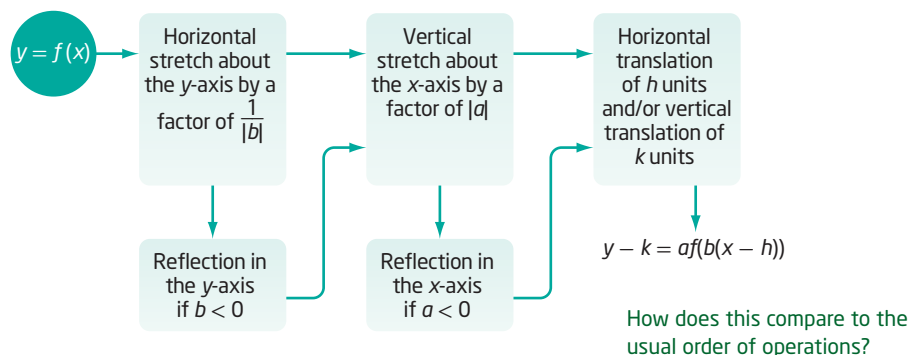 y = f(x)
Horizontal
stretch about
the y-axis by a
factor of 1/|b|
Vertical
stretch about
the x-axis by a
factor of |a|
Horizontal
translation
of h units
and/or vertical
translation of
k units
Reflection in
the y-axis
if b < 0
Reflection in
the x-axis
if a < 0
y − k = af(b(x − h))
How does this compare to the
usual order of operations?